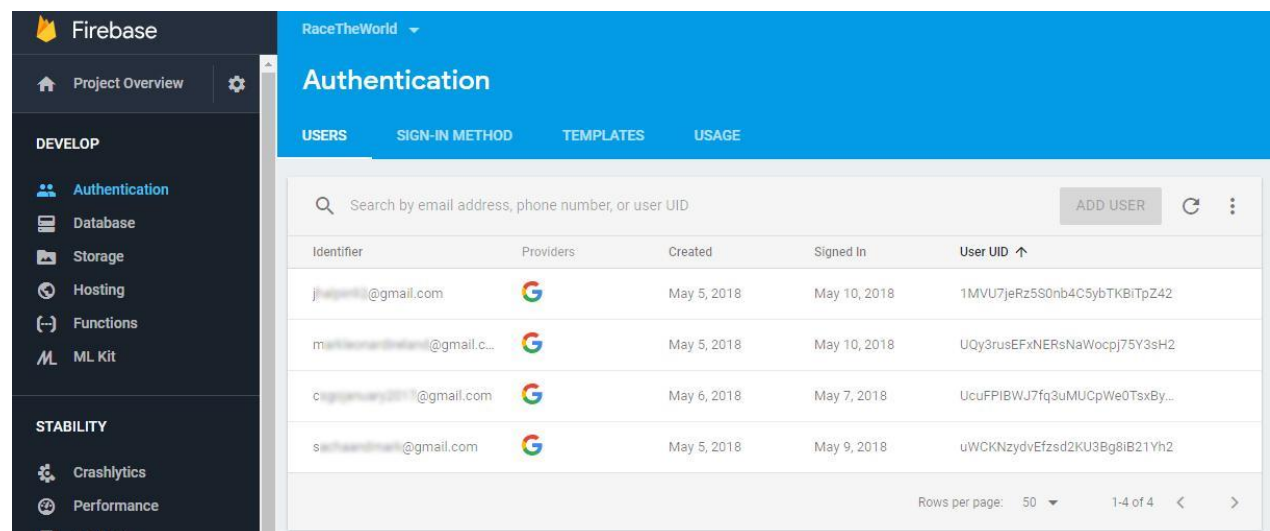 Firebase
RaceTheWorld
Project Overview
Authentication
USERS SIGN-IN METHOD TEMPLATES USAGE
DEVELOP
Authentication
Database
Storage
Hosting
Functions
ML Kit
STABILITY
Crashlytics
Performance
Search by email address, phone number, or user UID
ADD USER
Identifier Providers Created Signed In User UID
@gmail.com May 5, 2018 May 10, 2018 1MVU7jeRz5S0nb4C5ybTKBiTpZ42
@gmail.c... May 5, 2018 May 10, 2018 UQy3rusEFxNERsNaWocpj75Y3sH2
@gmail.com May 6, 2018 May 7, 2018 UcuFPIBWJ7fq3uMUCpWe0TsxBy...
@gmail.com May 5, 2018 May 9, 2018 uWCKNzydvEfzsd2KU3Bg8iB21Yh2
Rows per page: 50 1-4 of 4